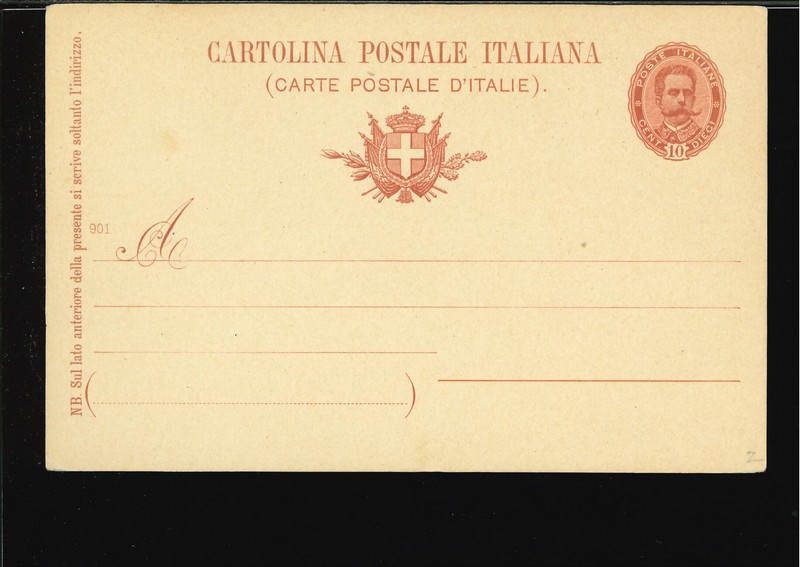 CARTOLINA POSTALE ITALIANA
(CARTE POSTALE D'ITALIE).
POSTE ITALIANE
CENT. DIECI
10
NB. Sul lato anteriore della presente si scrive soltanto l'indirizzo.
901
A
2